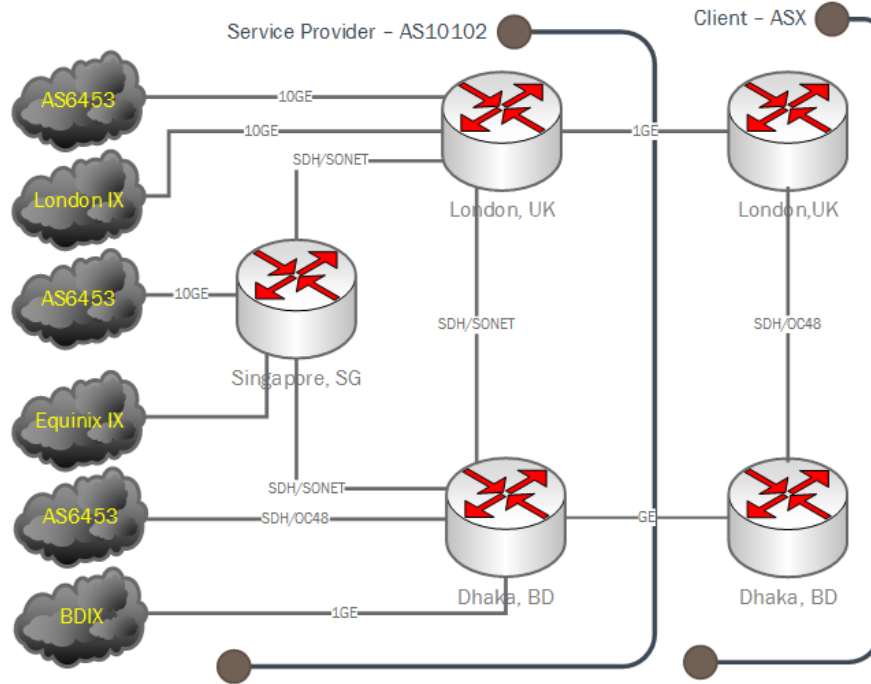 Service Provider – AS10102
Client – ASX
AS6453
10GE
London IX
10GE
SDH/SONET
1GE
London, UK
London,UK
AS6453
10GE
Singapore, SG
SDH/SONET
SDH/OC48
Equinix IX
SDH/SONET
AS6453
SDH/OC48
GE
Dhaka, BD
Dhaka, BD
BDIX
1GE